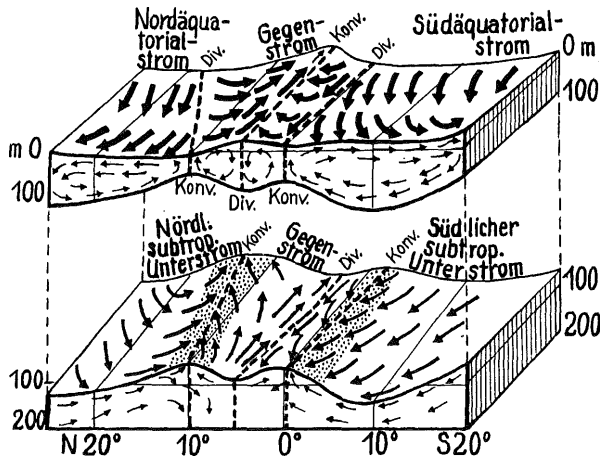 Nordäqua-
torial-
strom
Div.
Gegen-
strom
Konv.
Div.
Südäquatorial-
strom
0 m
100
m 0
100
Konv.
Div.
Konv.
Nördl.
subtrop.
Unterstrom
Konv.
Gegen-
strom
Div.
Konv.
Südlicher
subtrop.
Unterstrom
100
200
100
200
N 20° 10° 0° 10° S 20°